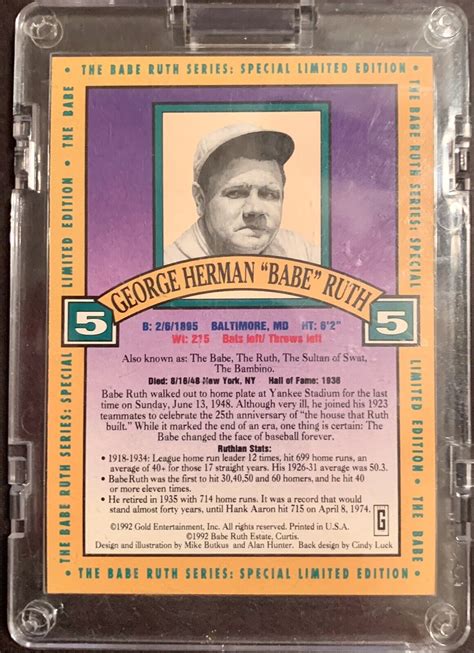 THE BABE RUTH SERIES: SPECIAL LIMITED EDITION • THE BABE
THE BABE RUTH SERIES: SPECIAL
LIMITED EDITION • THE BABE
GEORGE HERMAN "BABE" RUTH
5
5
B: 2/6/1895 BALTIMORE, MD HT: 6'2"
Wt: 215 Bats left/ Throws left
Also known as: The Babe, The Ruth, The Sultan of Swat,
The Bambino.
Died: 8/16/48 New York, NY Hall of Fame: 1936
Babe Ruth walked out to home plate at Yankee Stadium for the last
time on Sunday, June 13, 1948. Although very ill, he joined his 1923
teammates to celebrate the 25th anniversary of "the house that Ruth
built." While it marked the end of an era, one thing is certain: The
Babe changed the face of baseball forever.
Ruthian Stats:
• 1918-1934: League home run leader 12 times, hit 699 home runs, an
average of 40+ for those 17 straight years. His 1926-31 average was 50.3.
• Babe Ruth was the first to hit 30,40,50 and 60 homers, and he hit 40
or more eleven times.
• He retired in 1935 with 714 home runs. It was a record that would
stand almost forty years, until Hank Aaron hit 715 on April 8, 1974.
G
©1992 Gold Entertainment, Inc. All rights reserved. Printed in U.S.A.
©1992 Babe Ruth Estate, Curtis.
Design and illustration by Mike Butkus and Alan Hunter. Back design by Cindy Luck
LIMITED EDITION • THE BABE
THE BABE RUTH SERIES: SPECIAL
• THE BABE RUTH SERIES: SPECIAL LIMITED EDITION •